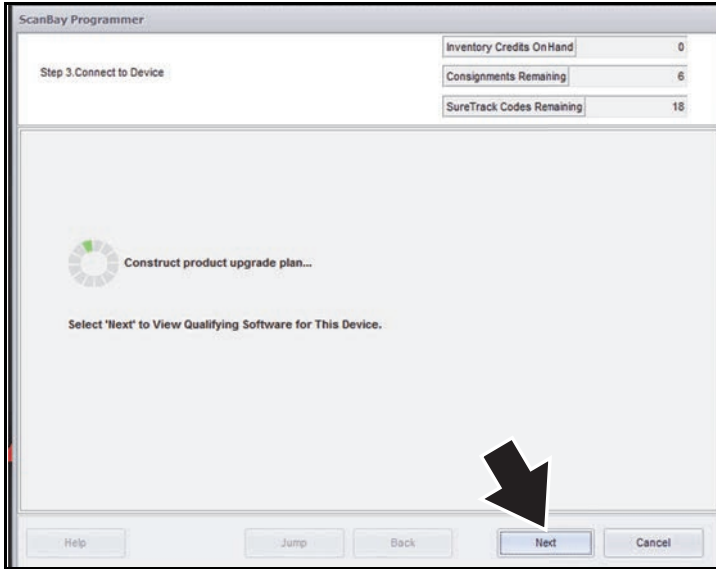 ScanBay Programmer
Step 3.Connect to Device
Inventory Credits On Hand 0
Consignments Remaining 6
SureTrack Codes Remaining 18
Construct product upgrade plan...
Select 'Next' to View Qualifying Software for This Device.
Help Jump Back Next Cancel